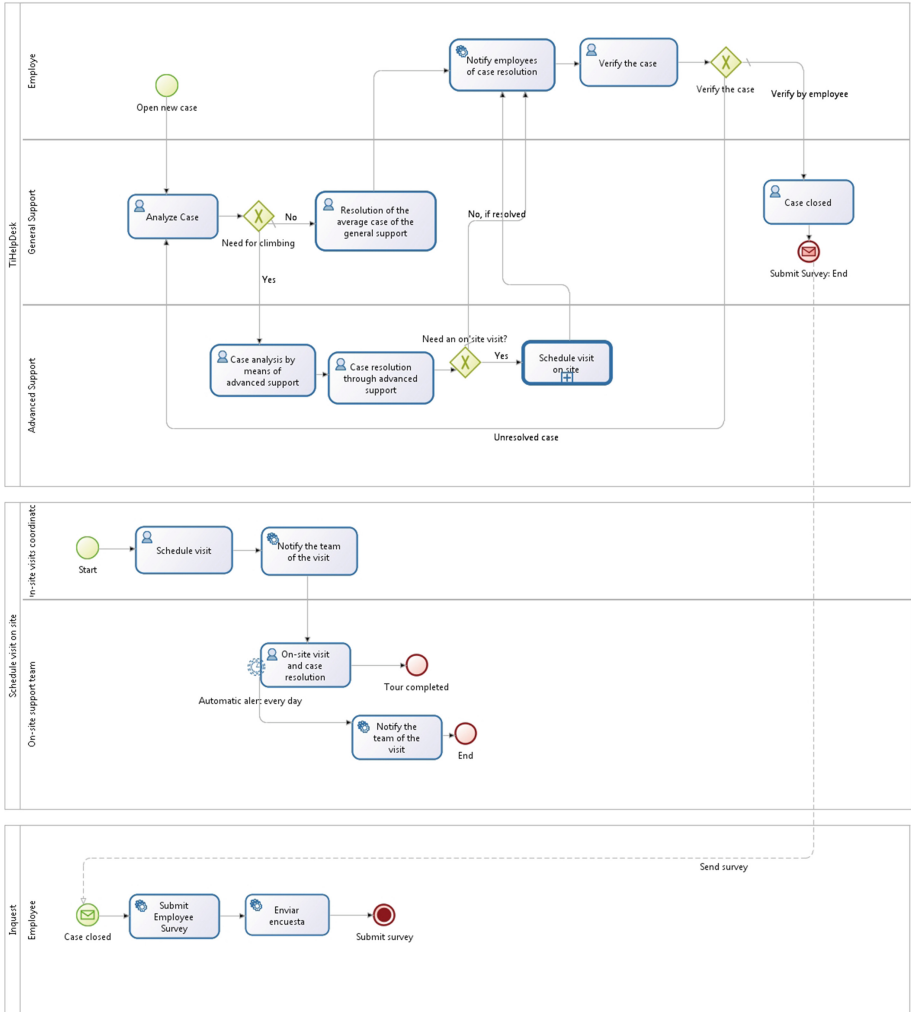 TiHelpDesk
Employe
Open new case
Notify employees
of case resolution
Verify the case
Verify the case
Verify by employee
General Support
Analyze Case
Need for climbing
No
Yes
Resolution of the
average case of the
general support
No, if resolved
Case closed
Submit Survey: End
Advanced Support
Case analysis by
means of
advanced support
Case resolution
through advanced
support
Need an on site visit?
Yes
Schedule visit
on site
Unresolved case
Schedule visit on site
n-site visits coordinatc
Start
Schedule visit
Notify the team
of the visit
On-site support team
On-site visit
and case
resolution
Tour completed
Automatic alert every day
Notify the
team of the
visit
End
Send survey
Inquest
Employee
Case closed
Submit
Employee
Survey
Enviar
encuesta
Submit survey